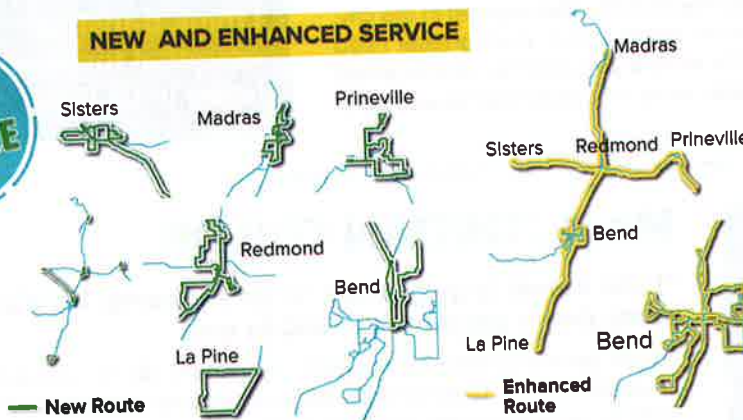 NEW AND ENHANCED SERVICE
Sisters
Madras
Prineville
Redmond
Bend
La Pine
New Route
Madras
Sisters
Redmond
Prineville
Bend
La Pine
Bend
Enhanced
Route